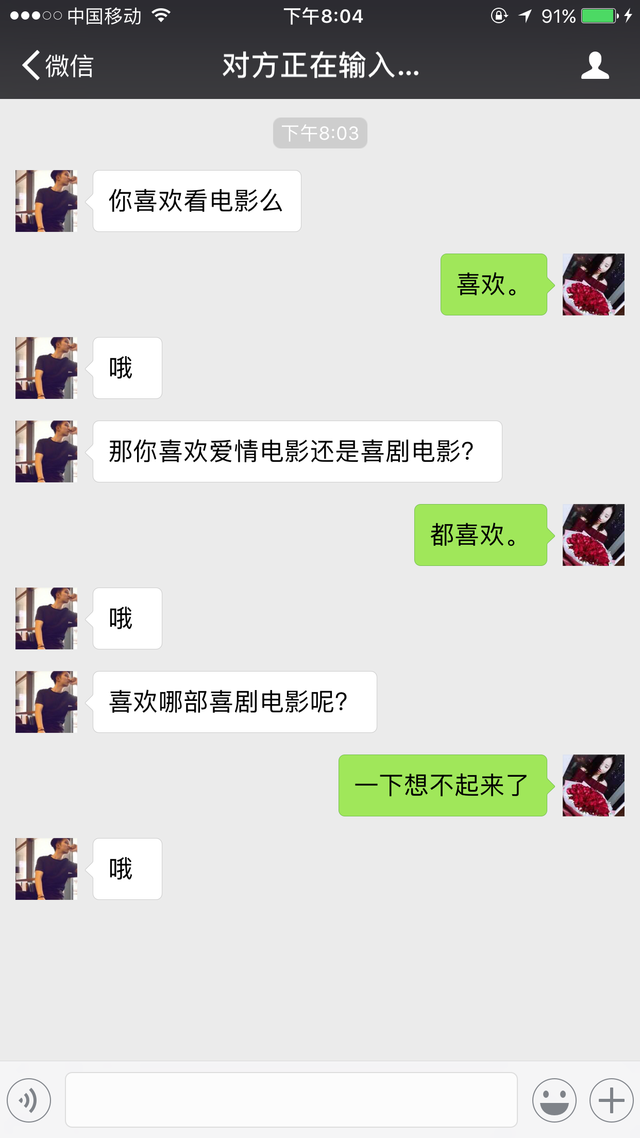 中国移动 下午8:04 91%
微信 对方正在输入...
下午8:03
你喜欢看电影么
喜欢。
哦
那你喜欢爱情电影还是喜剧电影?
都喜欢。
哦
喜欢哪部喜剧电影呢?
一下想不起来了
哦